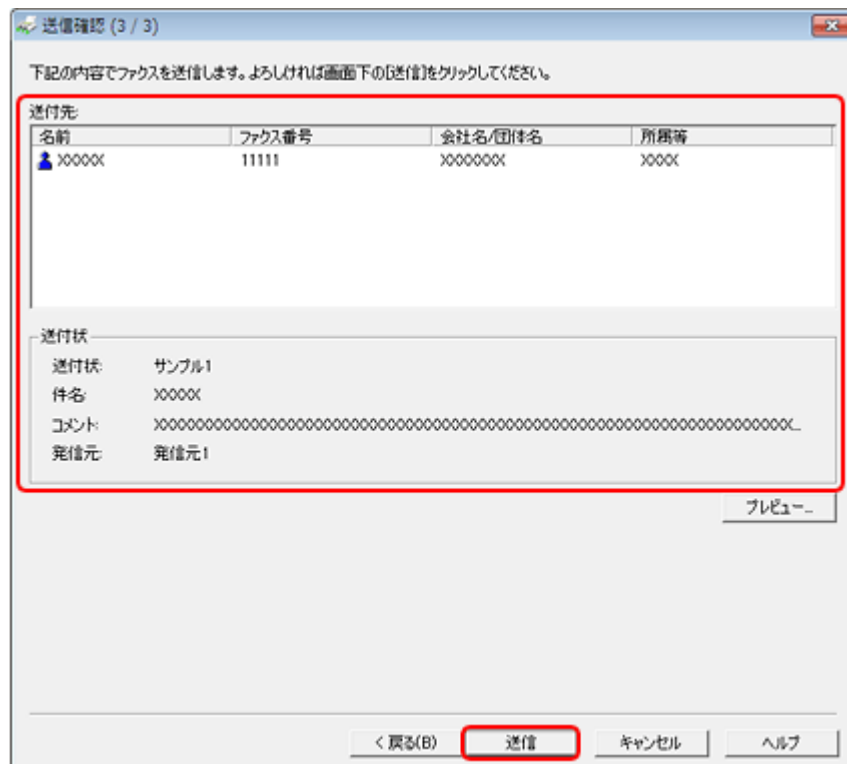 送信確認 (3 / 3)
下記の内容でファクスを送信します。よろしければ画面下の[送信]をクリックしてください。
送付先:
名前 ファクス番号 会社名/団体名 所属等
XXXXX 11111 XXXXXXX XXXX
送付状
送付状: サンプル1
件名: XXXXX
コメント:
発信元: 発信元1
プレビュー...
< 戻る(B) 送信 キャンセル ヘルプ